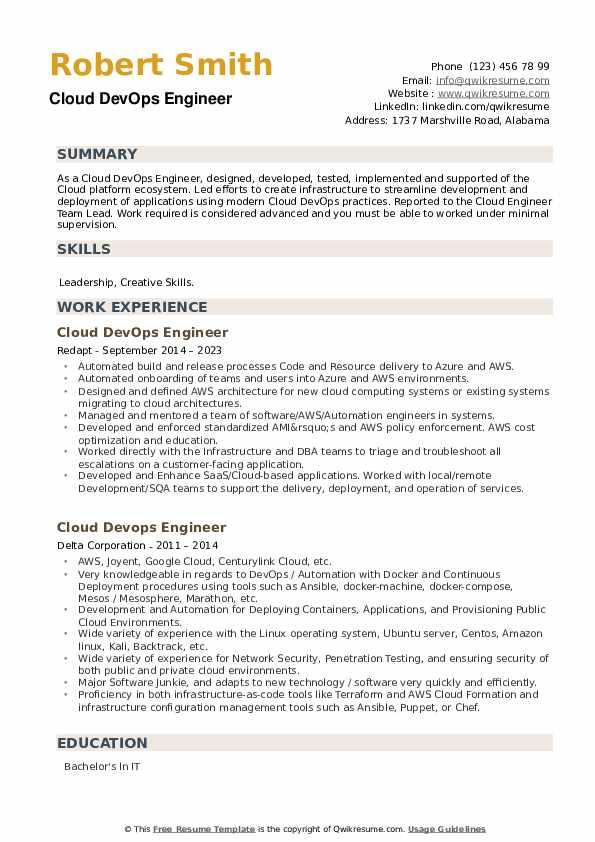 Robert Smith
Cloud DevOps Engineer
Phone (123) 456 78 99
Email: info@qwikresume.com
Website : www.qwikresume.com
LinkedIn: linkedin.com/qwikresume
Address: 1737 Marshville Road, Alabama
SUMMARY
As a Cloud DevOps Engineer, designed, developed, tested, implemented and supported of the
Cloud platform ecosystem. Led efforts to create infrastructure to streamline development and
deployment of applications using modern Cloud DevOps practices. Reported to the Cloud Engineer
Team Lead. Work required is considered advanced and you must be able to worked under minimal
supervision.
SKILLS
Leadership, Creative Skills.
WORK EXPERIENCE
Cloud DevOps Engineer
Redapt - September 2014 – 2023
• Automated build and release processes Code and Resource delivery to Azure and AWS.
• Automated onboarding of teams and users into Azure and AWS environments.
• Designed and defined AWS architecture for new cloud computing systems or existing systems
migrating to cloud architectures.
• Managed and mentored a team of software/AWS/Automation engineers in systems.
• Developed and enforced standardized AMI&rsquo;s and AWS policy enforcement. AWS cost
optimization and education.
• Worked directly with the Infrastructure and DBA teams to triage and troubleshoot all
escalations on a customer-facing application.
• Developed and Enhance SaaS/Cloud-based applications. Worked with local/remote
Development/SQA teams to support the delivery, deployment, and operation of services.
Cloud Devops Engineer
Delta Corporation - 2011 – 2014
• AWS, Joyent, Google Cloud, Centurylink Cloud, etc.
• Very knowledgeable in regards to DevOps / Automation with Docker and Continuous
Deployment procedures using tools such as Ansible, docker-machine, docker-compose,
Mesos / Mesosphere, Marathon, etc.
• Development and Automation for Deploying Containers, Applications, and Provisioning Public
Cloud Environments.
• Wide variety of experience with the Linux operating system, Ubuntu server, Centos, Amazon
linux, Kali, Backtrack, etc.
• Wide variety of experience for Network Security, Penetration Testing, and ensuring security of
both public and private cloud environments.
• Major Software Junkie, and adapts to new technology / software very quickly and efficiently.
• Proficiency in both infrastructure-as-code tools like Terraform and AWS Cloud Formation and
infrastructure configuration management tools such as Ansible, Puppet, or Chef.
EDUCATION
Bachelor's In IT
© This Free Resume Template is the copyright of Qwikresume.com. Usage Guidelines